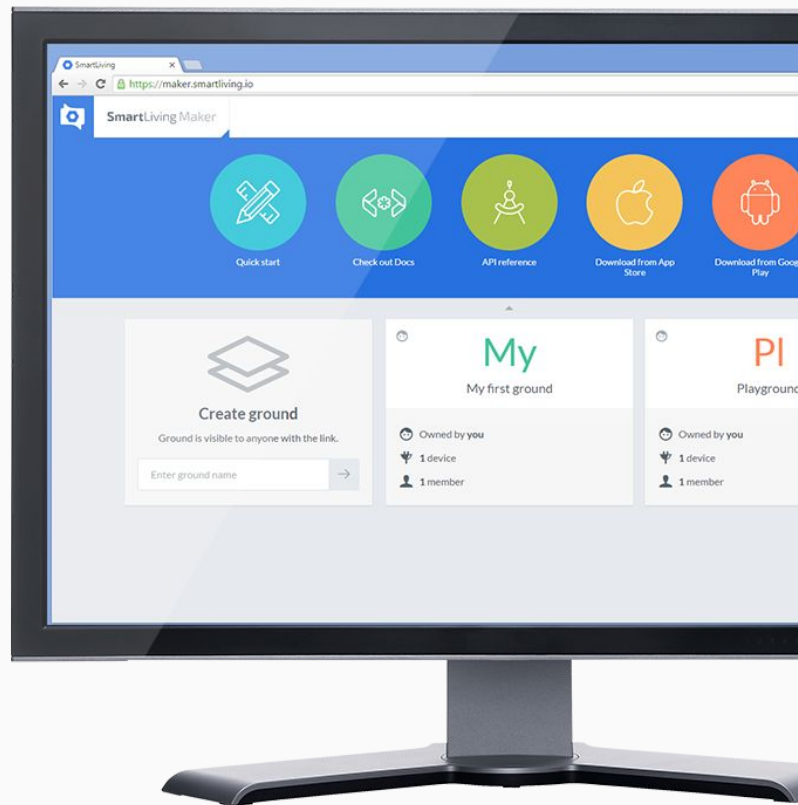 SmartLiving
https://maker.smartliving.io
SmartLiving Maker
Quick start
Check out Docs
API reference
Download from App
Store
Download from Goog
Play
Create ground
Ground is visible to anyone with the link.
Enter ground name
My
My first ground
Owned by you
1 device
1 member
Pl
Playground
Owned by you
1 device
1 member